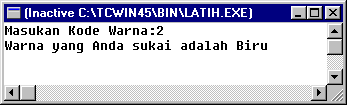 (Inactive C:\TCWIN45\BIN\LATIH.EXE)
Masukan Kode Warna:2
Warna yang Anda sukai adalah Biru